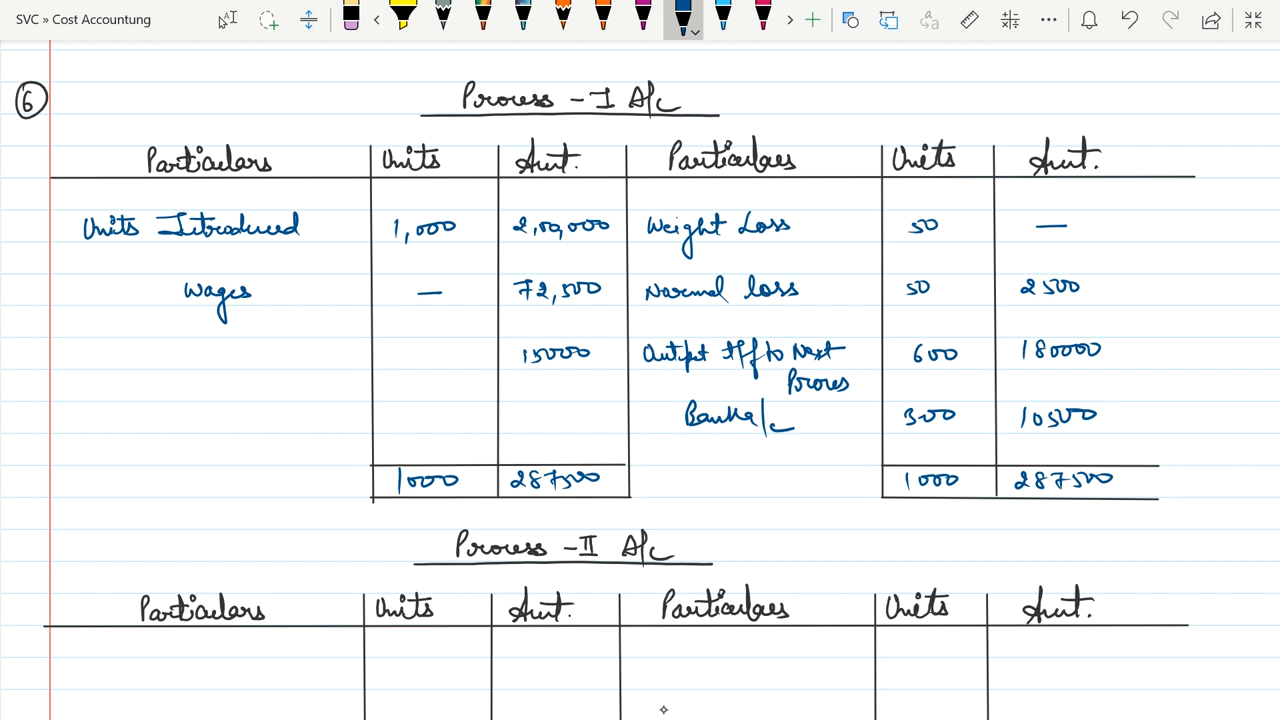 SVC » Cost Accountung
6 Process - I A/c
Particulars Units Amt. Particulars Units Amt.
Units Introduced 1,000 2,00,000 Weight Loss 50 —
Wages — 72,500 Normal loss 50 2500
15000 Output tff to Next 600 180000
Process
Bank a/c 300 10500
1000 287500 1000 287500
Process - II A/c
Particulars Units Amt. Particulars Units Amt.